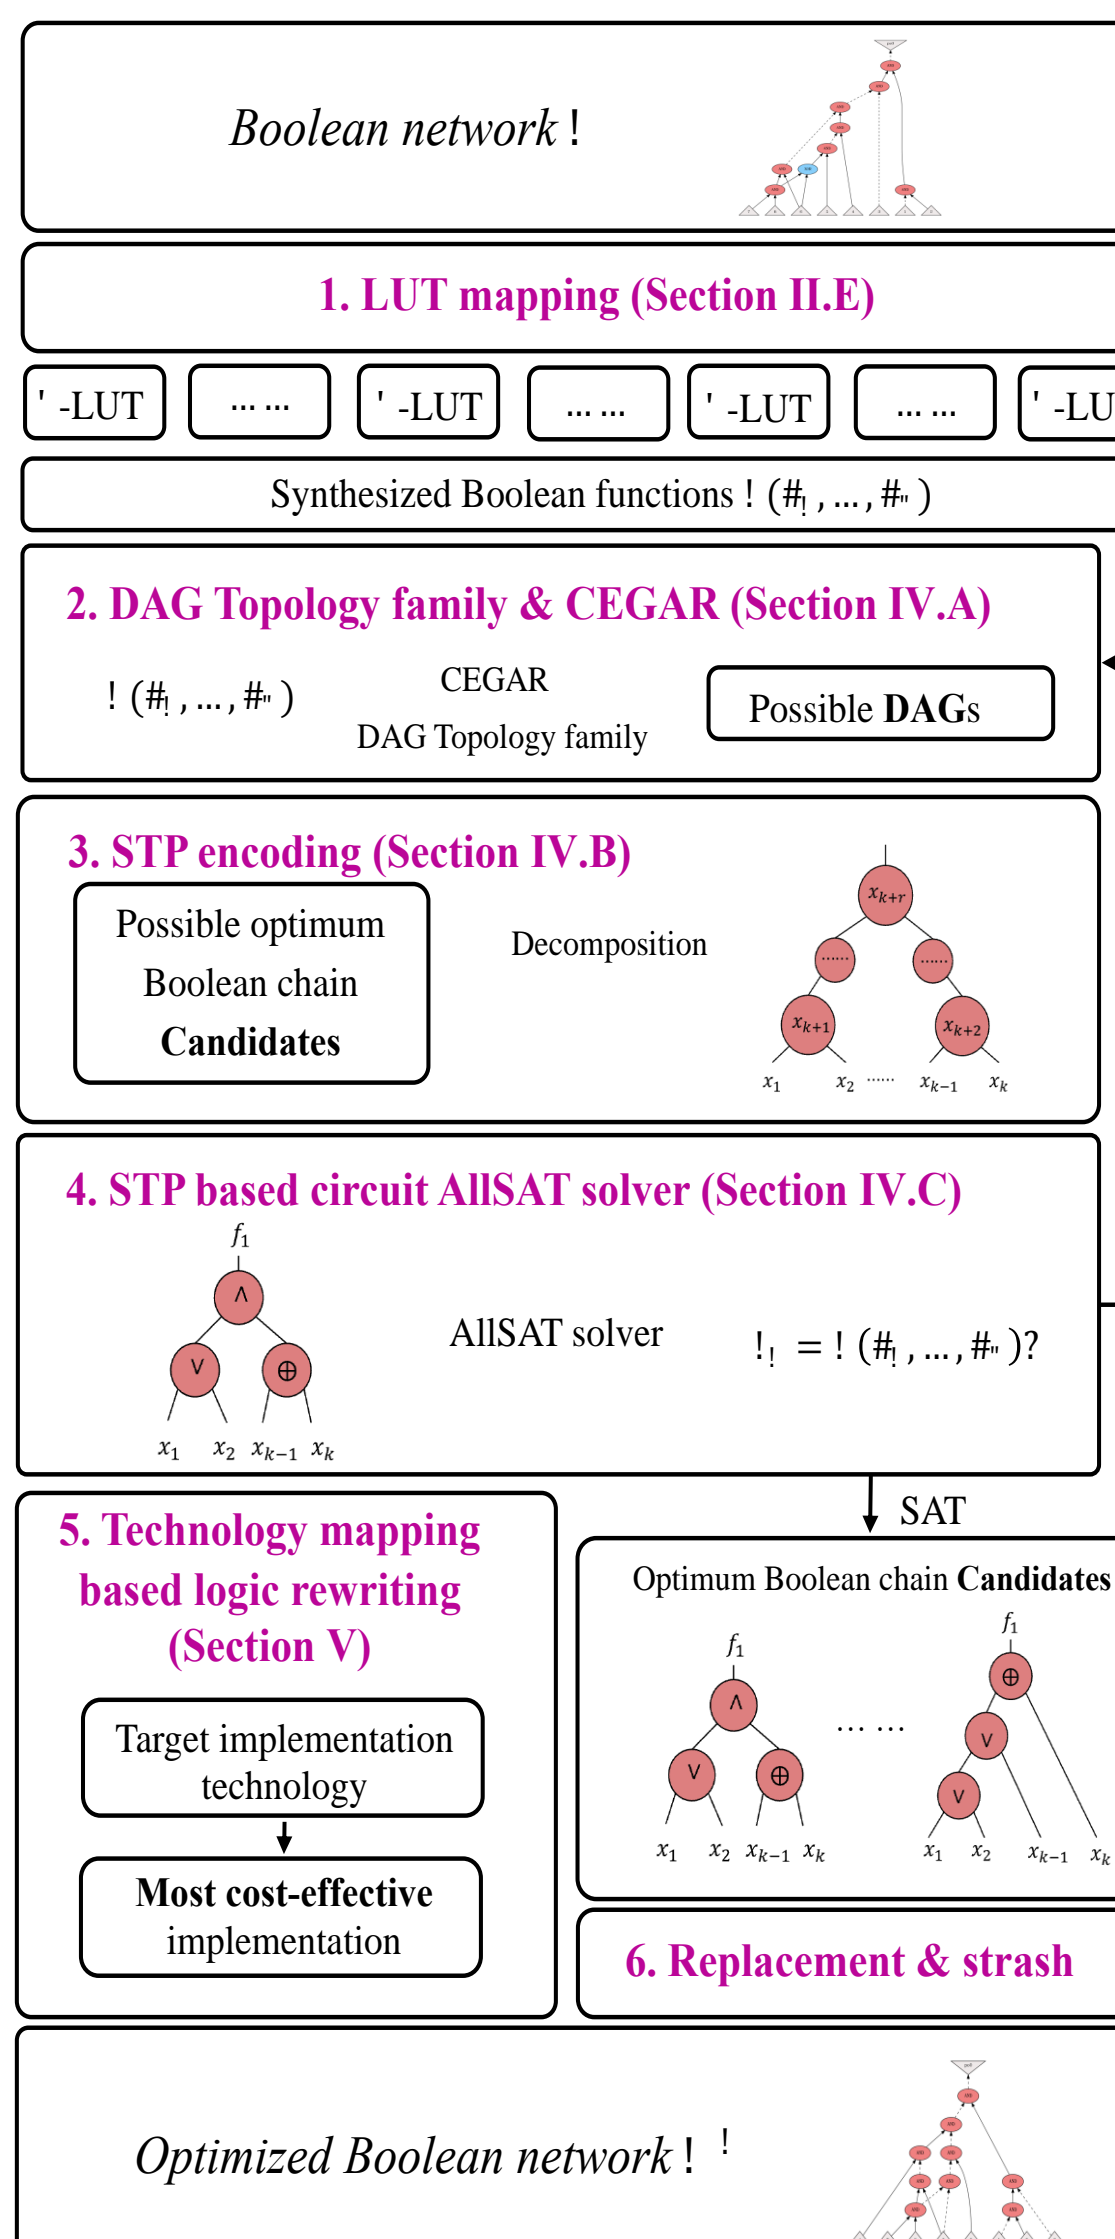 Boolean network !
1. LUT mapping (Section II.E)
' -LUT ... ... ' -LUT ... ... ' -LUT ... ... ' -LU
Synthesized Boolean functions ! (#! , ... , #" )
2. DAG Topology family & CEGAR (Section IV.A)
! (#! , ... , #" )
CEGAR
DAG Topology family
Possible DAGs
3. STP encoding (Section IV.B)
Possible optimum
Boolean chain
Candidates
Decomposition
xk+r
...... ......
xk+1 xk+2
x1 x2 ...... xk−1 xk
4. STP based circuit AllSAT solver (Section IV.C)
f1
∧
∨ ⊕
x1 x2 xk−1 xk
AllSAT solver
!! = ! (#! , ... , #" )?
SAT
5. Technology mapping
based logic rewriting
(Section V)
Target implementation
technology
Most cost-effective
implementation
Optimum Boolean chain Candidates
f1
∧
∨ ⊕
x1 x2 xk−1 xk
... ...
f1
⊕
∨
∨
x1 x2 xk−1 xk
6. Replacement & strash
Optimized Boolean network ! !